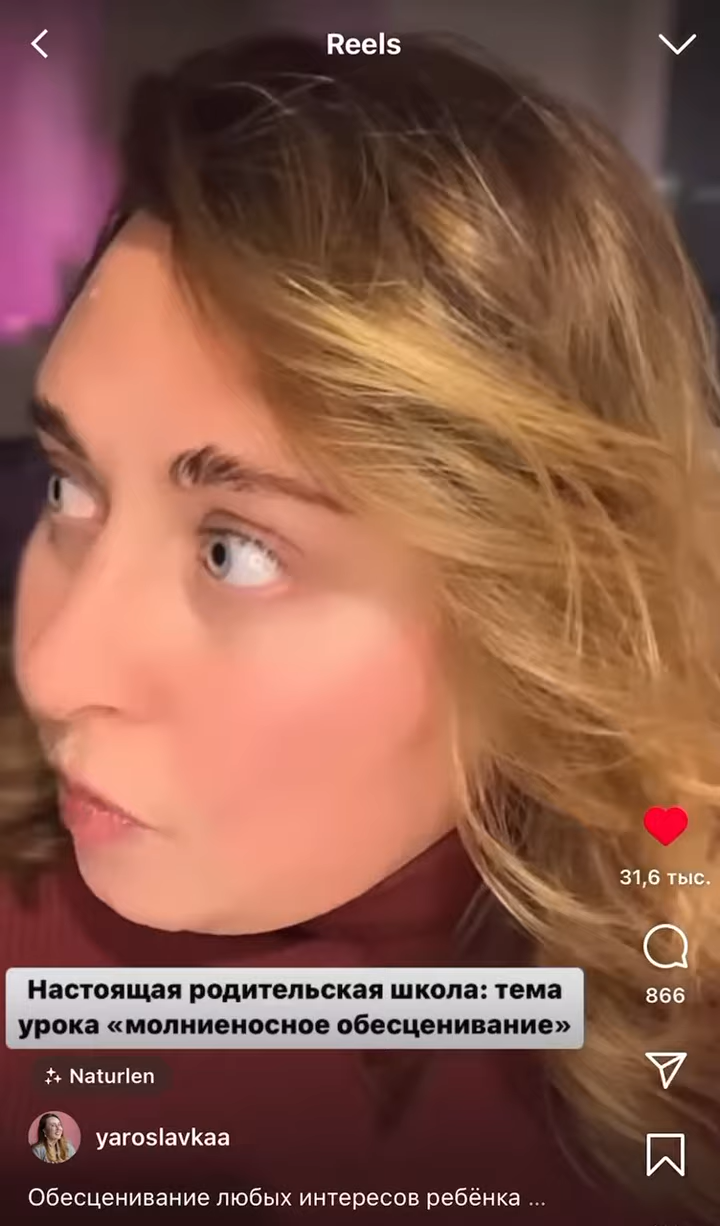 Reels
31,6 тыс.
866
Настоящая родительская школа: тема
урока «молниеносное обесценивание»
Naturlen
yaroslavkaa
Обесценивание любых интересов ребёнка ...